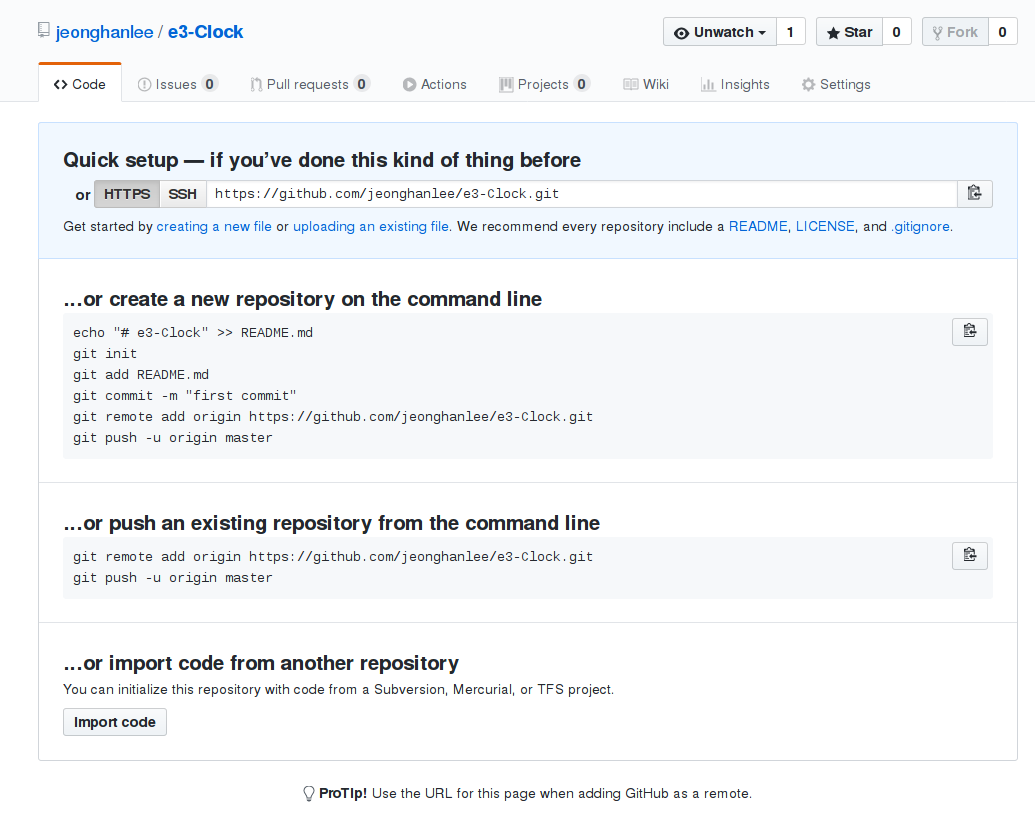 jeonghanlee / e3-Clock
Unwatch 1 Star 0 Fork 0
Code Issues 0 Pull requests 0 Actions Projects 0 Wiki Insights Settings
Quick setup — if you’ve done this kind of thing before
or HTTPS SSH https://github.com/jeonghanlee/e3-Clock.git
Get started by creating a new file or uploading an existing file. We recommend every repository include a README, LICENSE, and .gitignore.
…or create a new repository on the command line
echo "# e3-Clock" >> README.md
git init
git add README.md
git commit -m "first commit"
git remote add origin https://github.com/jeonghanlee/e3-Clock.git
git push -u origin master
…or push an existing repository from the command line
git remote add origin https://github.com/jeonghanlee/e3-Clock.git
git push -u origin master
…or import code from another repository
You can initialize this repository with code from a Subversion, Mercurial, or TFS project.
Import code
ProTip! Use the URL for this page when adding GitHub as a remote.